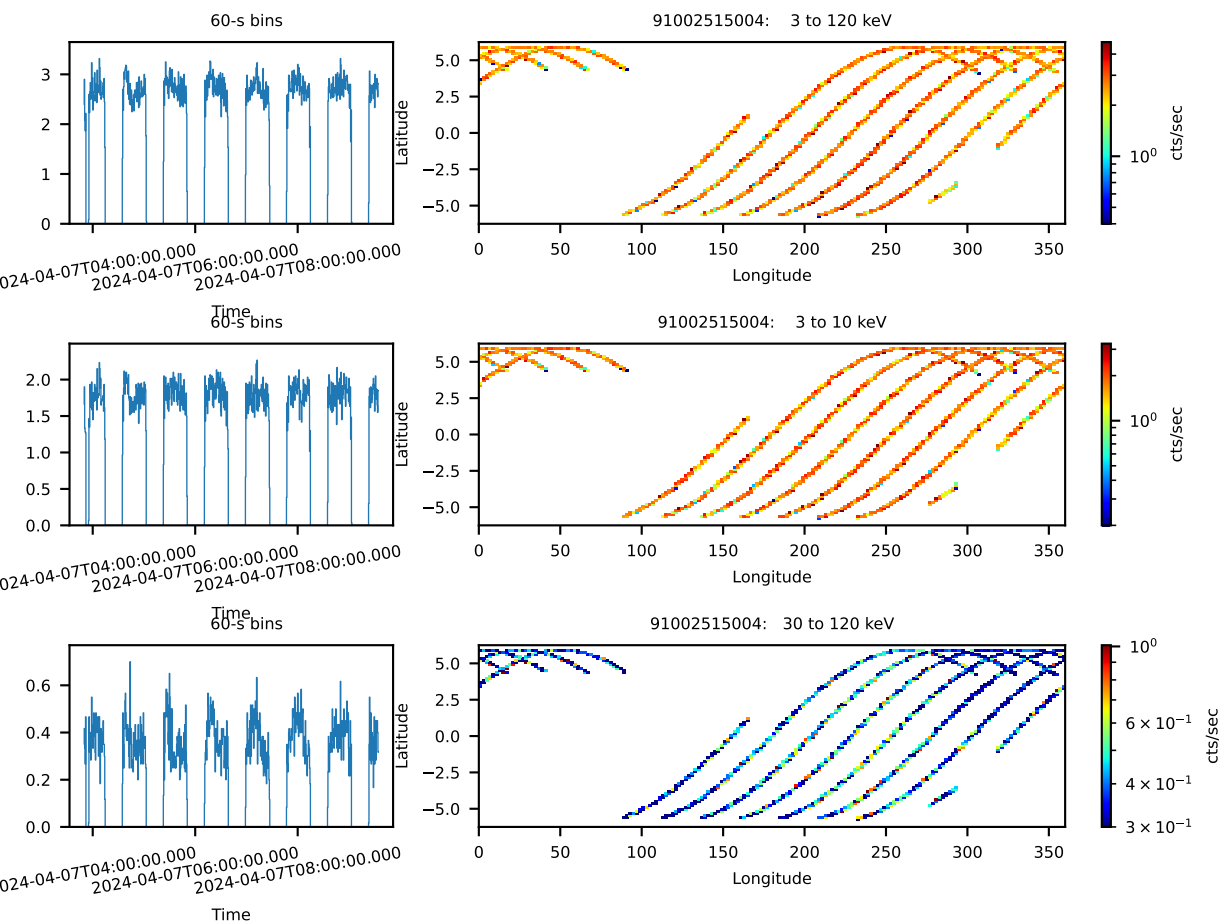 60-s bins
3
2
1
0
024-04-07T04:00:00.000
2024-04-07T06:00:00.000
2024-04-07T08:00:00.000
Time
91002515004: 3 to 120 keV
Latitude
5.0
2.5
0.0
−2.5
−5.0
0 50 100 150 200 250 300 350
Longitude
10⁰
cts/sec
60-s bins
2.0
1.5
1.0
0.5
0.0
024-04-07T04:00:00.000
2024-04-07T06:00:00.000
2024-04-07T08:00:00.000
Time
91002515004: 3 to 10 keV
Latitude
5.0
2.5
0.0
−2.5
−5.0
0 50 100 150 200 250 300 350
Longitude
10⁰
cts/sec
60-s bins
0.6
0.4
0.2
0.0
024-04-07T04:00:00.000
2024-04-07T06:00:00.000
2024-04-07T08:00:00.000
Time
91002515004: 30 to 120 keV
Latitude
5.0
2.5
0.0
−2.5
−5.0
0 50 100 150 200 250 300 350
Longitude
10⁰
6 × 10⁻¹
4 × 10⁻¹
3 × 10⁻¹
cts/sec